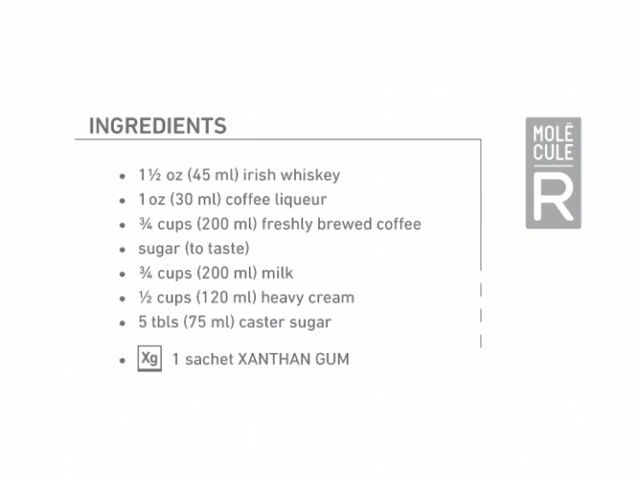 INGREDIENTS
• 1½ oz (45 ml) irish whiskey
• 1 oz (30 ml) coffee liqueur
• ¾ cups (200 ml) freshly brewed coffee
• sugar (to taste)
• ¾ cups (200 ml) milk
• ½ cups (120 ml) heavy cream
• 5 tbls (75 ml) caster sugar
• Xg 1 sachet XANTHAN GUM
MOLĒ
CULE
R